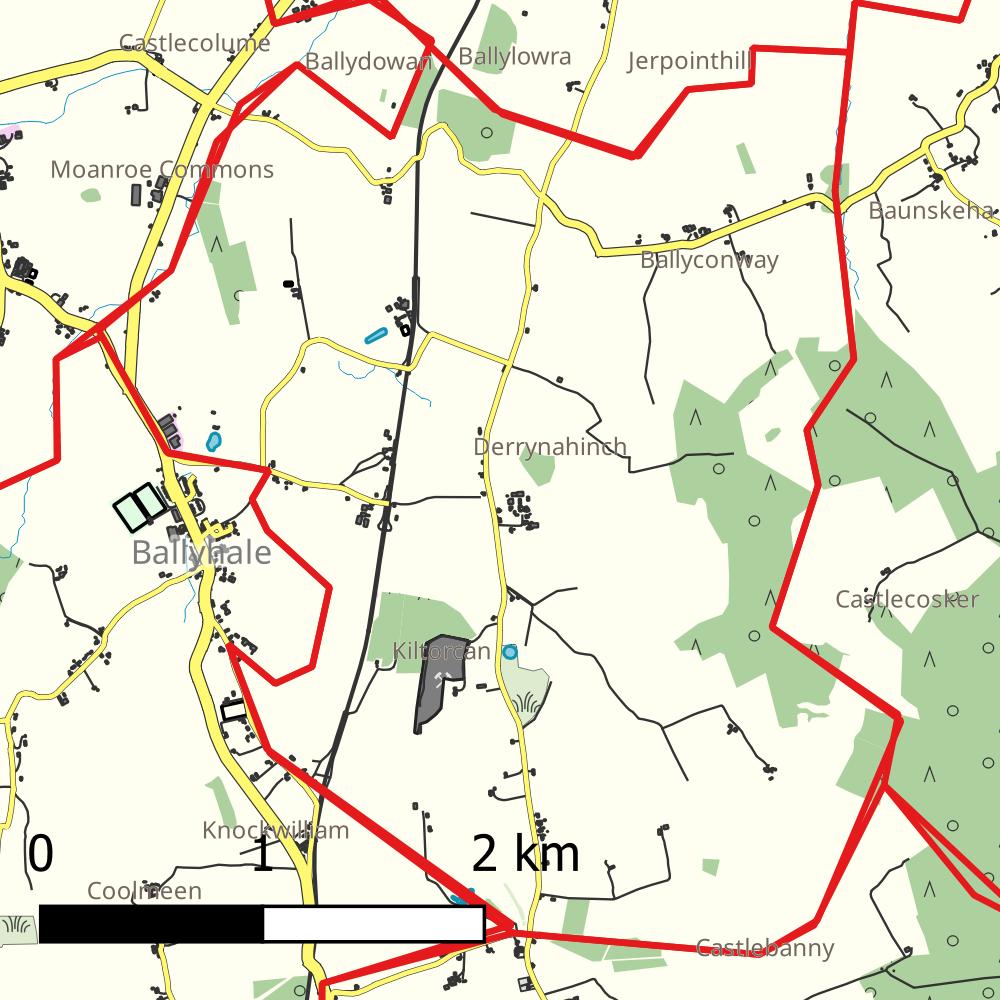 Castlecolume
Ballydowan
Ballylowra
Jerpointhill
Moanroe Commons
Baunskeha
Ballyconway
Derrynahinch
Ballyhale
Castlecosker
Kiltorcan
Knockwilliam
0 1 2 km
Coolmeen
Castlebanny